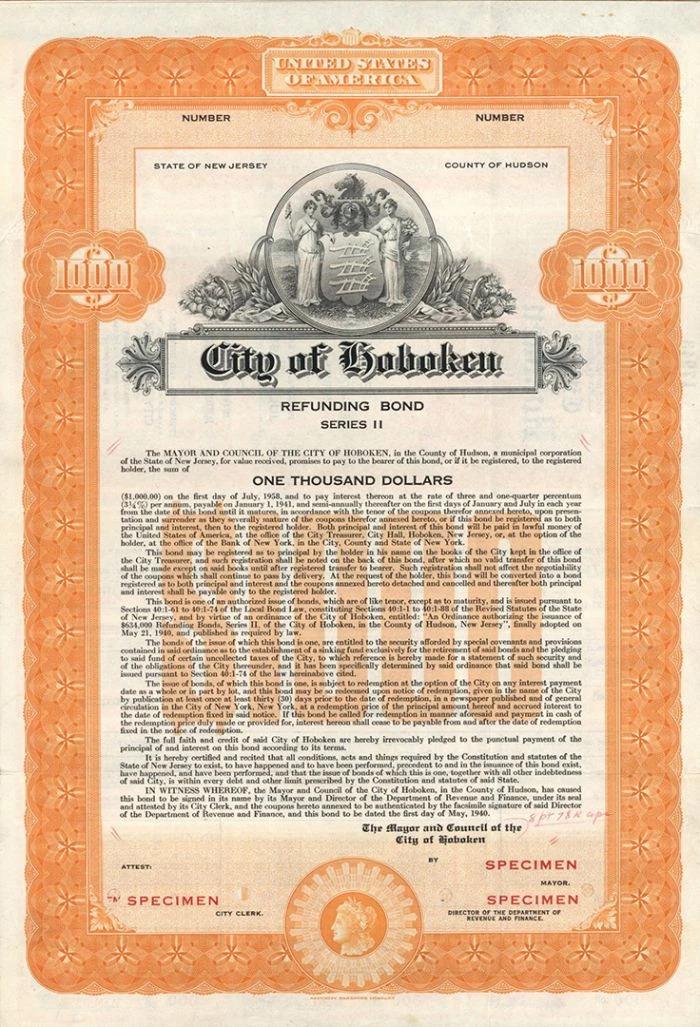 UNITED STATES
OF AMERICA
NUMBER
NUMBER
STATE OF NEW JERSEY
COUNTY OF HUDSON
1000
1000
City of Hoboken
REFUNDING BOND
SERIES II
The MAYOR AND COUNCIL OF THE CITY OF HOBOKEN, in the County of Hudson, a municipal corporation
of the State of New Jersey, for value received, promises to pay to the bearer of this bond, or if it be registered, to the registered
holder, the sum of
ONE THOUSAND DOLLARS
($1,000.00) on the first day of July, 1958, and to pay interest thereon at the rate of three and one-quarter percentum
(3¼%) per annum, payable on January 1, 1941, and semi-annually thereafter on the first days of January and July in each year
from the date of this bond until it matures, in accordance with the tenor of the coupons therefor annexed hereto, upon presen-
tation and surrender as they severally mature of the coupons therefor annexed hereto, or if this bond be registered as to both
principal and interest, then to the registered holder. Both principal and interest of this bond will be paid in lawful money of
the United States of America, at the office of the City Treasurer, City Hall, Hoboken, New Jersey, or, at the option of the
holder, at the office of the Bank of New York, in the City, County and State of New York.
This bond may be registered as to principal by the holder in his name on the books of the City kept in the office of
the City Treasurer, and such registration shall be noted on the back of this bond, after which no valid transfer of this bond
shall be made except on said books until after registered transfer to bearer. Such registration shall not affect the negotiability
of the coupons which shall continue to pass by delivery. At the request of the holder, this bond will be converted into a bond
registered as to both principal and interest and the coupons annexed hereto detached and cancelled and thereafter both principal
and interest shall be payable only to the registered holder.
This bond is one of an authorized issue of bonds, which are of like tenor, except as to maturity, and is issued pursuant to
Sections 40:1-61 to 40:1-74 of the Local Bond Law, constituting Sections 40:1-1 to 40:1-88 of the Revised Statutes of the State
of New Jersey, and by virtue of an ordinance of the City of Hoboken, entitled: "An Ordinance authorizing the issuance of
$634,000 Refunding Bonds, Series II, of the City of Hoboken, in the County of Hudson, New Jersey", finally adopted on
May 21, 1940, and published as required by law.
The bonds of the issue of which this bond is one, are entitled to the security afforded by special covenants and provisions
contained in said ordinance as to the establishment of a sinking fund exclusively for the retirement of said bonds and the pledging
to said fund of certain uncollected taxes of the City, to which reference is hereby made for a statement of such security and
of the obligations of the City thereunder, and it has been specifically determined by said ordinance that said bond shall be
issued pursuant to Section 40:1-74 of the law hereinabove cited.
The issue of bonds, of which this bond is one, is subject to redemption at the option of the City on any interest payment
date as a whole or in part by lot, and this bond may be so redeemed upon notice of redemption, given in the name of the City
by publication at least once at least thirty (30) days prior to the date of redemption, in a newspaper published and of general
circulation in the City of New York, New York, at a redemption price of the principal amount hereof and accrued interest to
the date of redemption fixed in said notice. If this bond be called for redemption in manner aforesaid and payment in cash of
the redemption price duly made or provided for, interest hereon shall cease to be payable from and after the date of redemption
fixed in the notice of redemption.
The full faith and credit of said City of Hoboken are hereby irrevocably pledged to the punctual payment of the
principal of and interest on this bond according to its terms.
It is hereby certified and recited that all conditions, acts and things required by the Constitution and statutes of the
State of New Jersey to exist, to have happened and to have been performed, precedent to and in the issuance of this bond exist,
have happened, and have been performed, and that the issue of bonds of which this is one, together with all other indebtedness
of said City, is within every debt and other limit prescribed by the Constitution and statutes of said State.
IN WITNESS WHEREOF, the Mayor and Council of the City of Hoboken, in the County of Hudson, has caused
this bond to be signed in its name by its Mayor and Director of the Department of Revenue and Finance, under its seal
and attested by its City Clerk, and the coupons hereto annexed to be authenticated by the facsimile signature of said Director
of the Department of Revenue and Finance, and this bond to be dated the first day of May, 1940.
The Mayor and Council of the
City of Hoboken
ATTEST:
BY
SPECIMEN
MAYOR.
SPECIMEN
SPECIMEN
CITY CLERK.
DIRECTOR OF THE DEPARTMENT OF
REVENUE AND FINANCE.
SECURITY BANKNOTE COMPANY